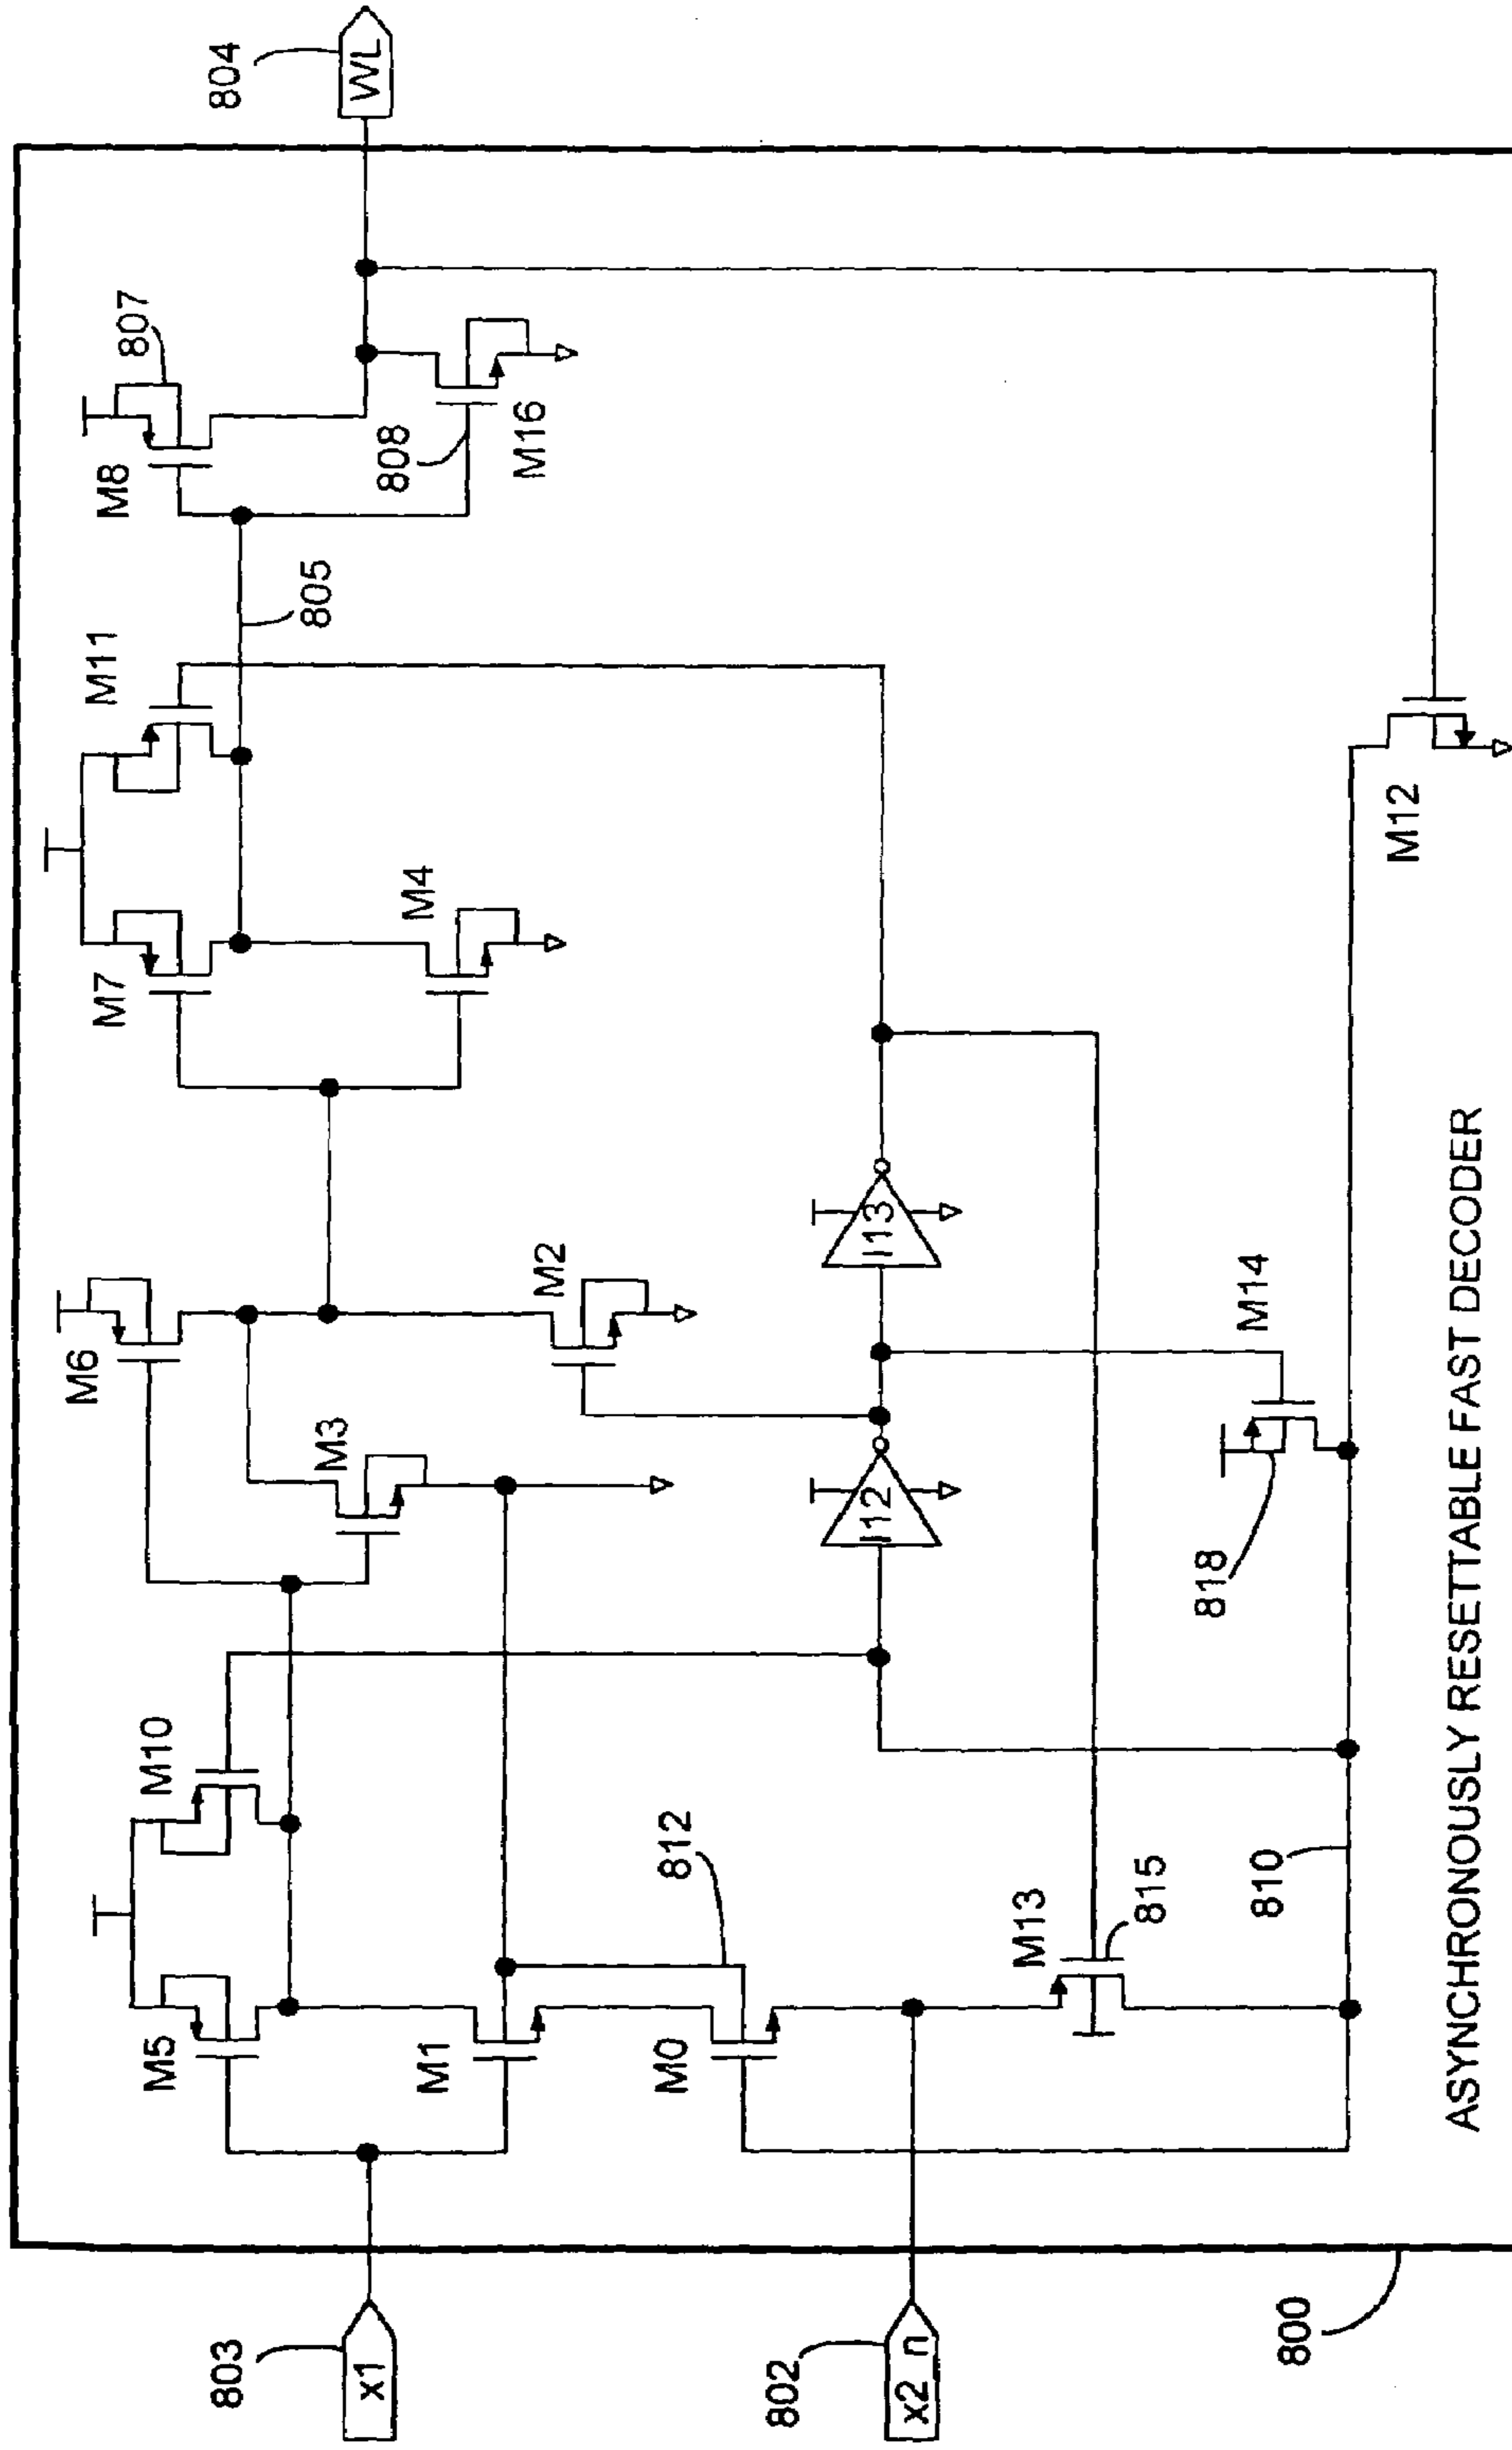 803
x1
802
x2_n
800
M5
M10
M1
M0
812
M13
815
810
M6
M3
M2
I12
I13
M14
818
M7
M11
M4
805
M8
807
808
M16
M12
804
WL
ASYNCHRONOUSLY RESETTABLE FAST DECODER